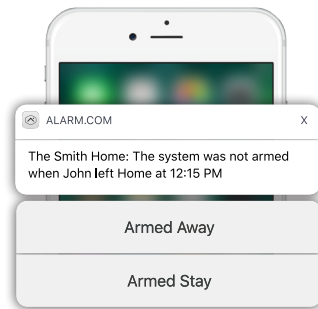 ALARM.COM X
The Smith Home: The system was not armed
when John left Home at 12:15 PM
Armed Away
Armed Stay